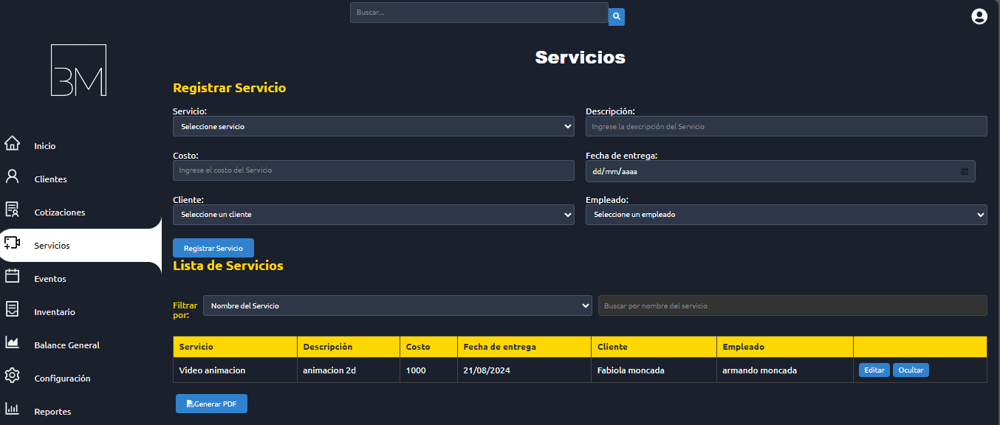 Buscar...
BM
Servicios
Registrar Servicio
Servicio: Descripción:
Seleccione servicio Ingrese la descripción del Servicio
Costo: Fecha de entrega:
Ingrese el costo del Servicio dd/mm/aaaa
Cliente: Empleado:
Seleccione un cliente Seleccione un empleado
Registrar Servicio
Lista de Servicios
Filtrar por: Nombre del Servicio Buscar por nombre del servicio
Servicio Descripción Costo Fecha de entrega Cliente Empleado
Video animacion animacion 2d 1000 21/08/2024 Fabiola moncada armando moncada Editar Ocultar
Generar PDF
Inicio
Clientes
Cotizaciones
Servicios
Eventos
Inventario
Balance General
Configuración
Reportes